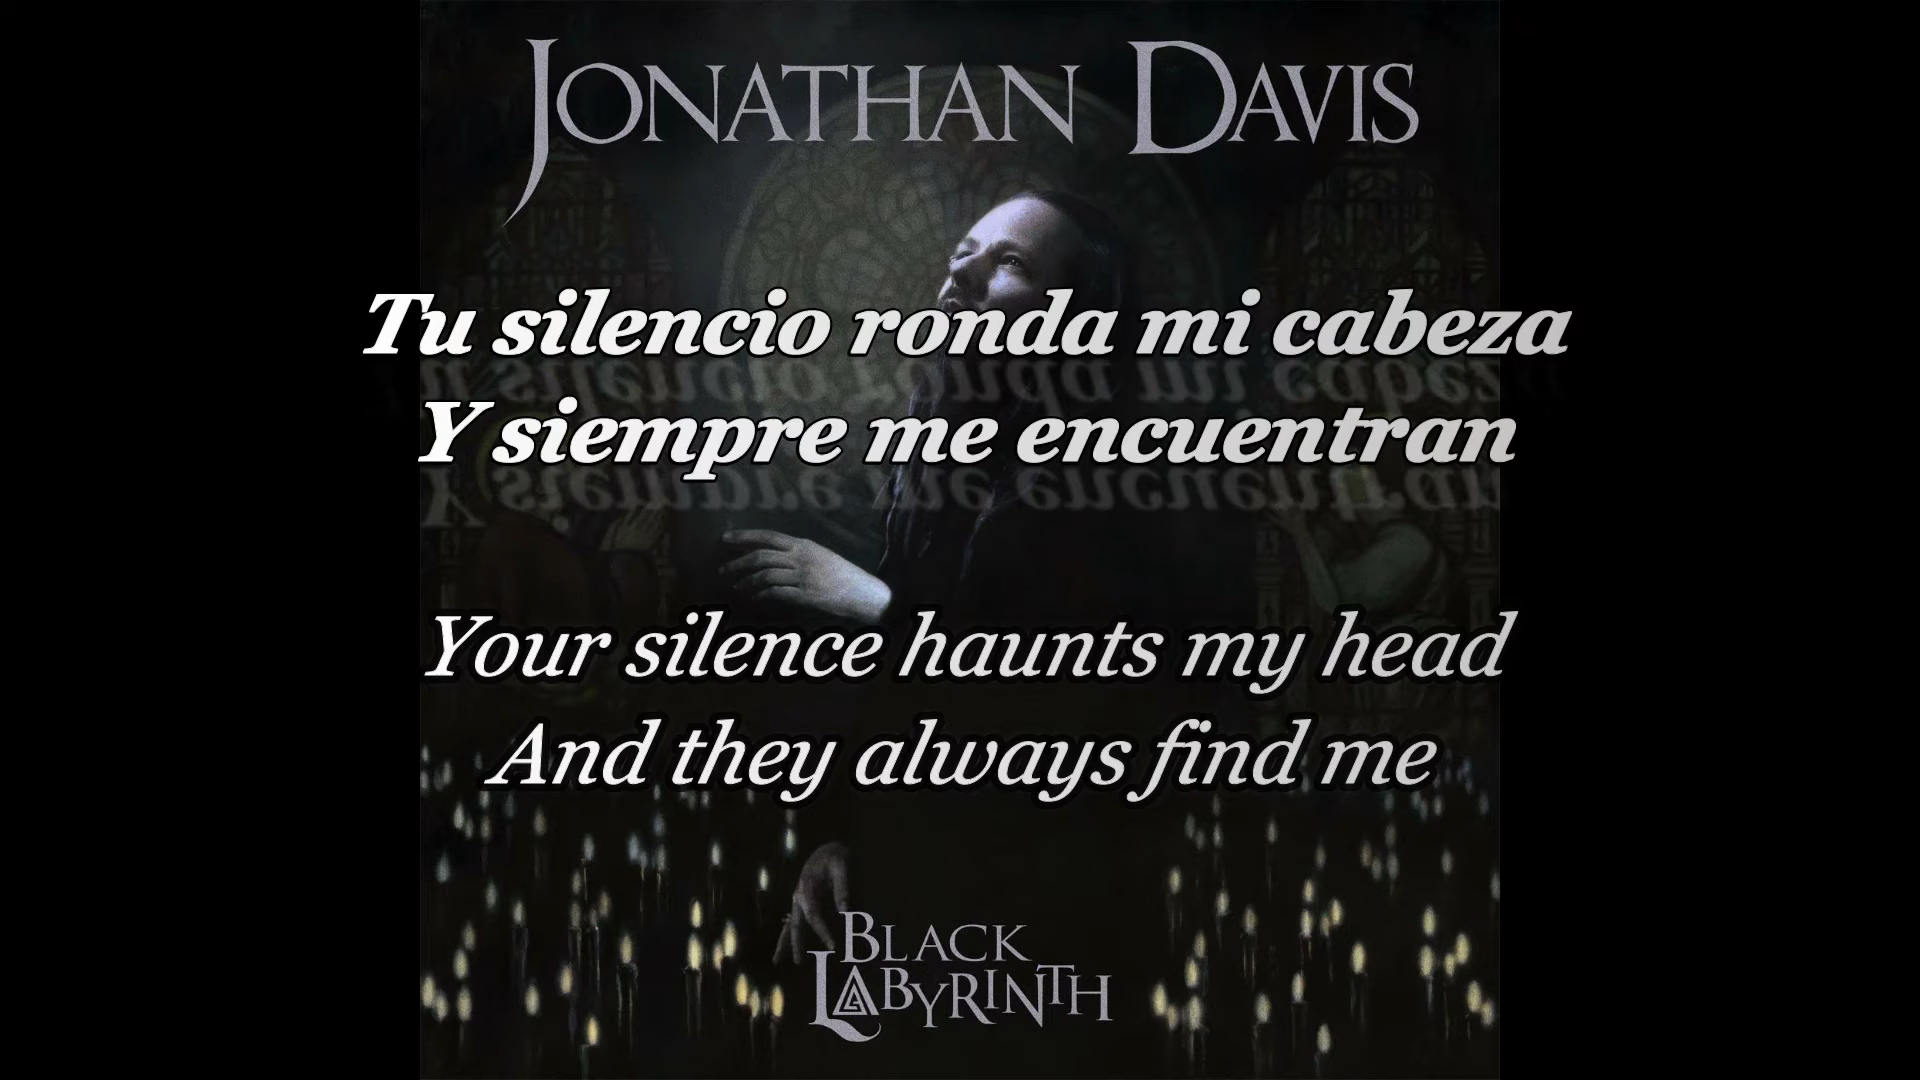 JONATHAN DAVIS
Tu silencio ronda mi cabeza
Y siempre me encuentran
Your silence haunts my head
And they always find me
BLACK
LABYRINTH